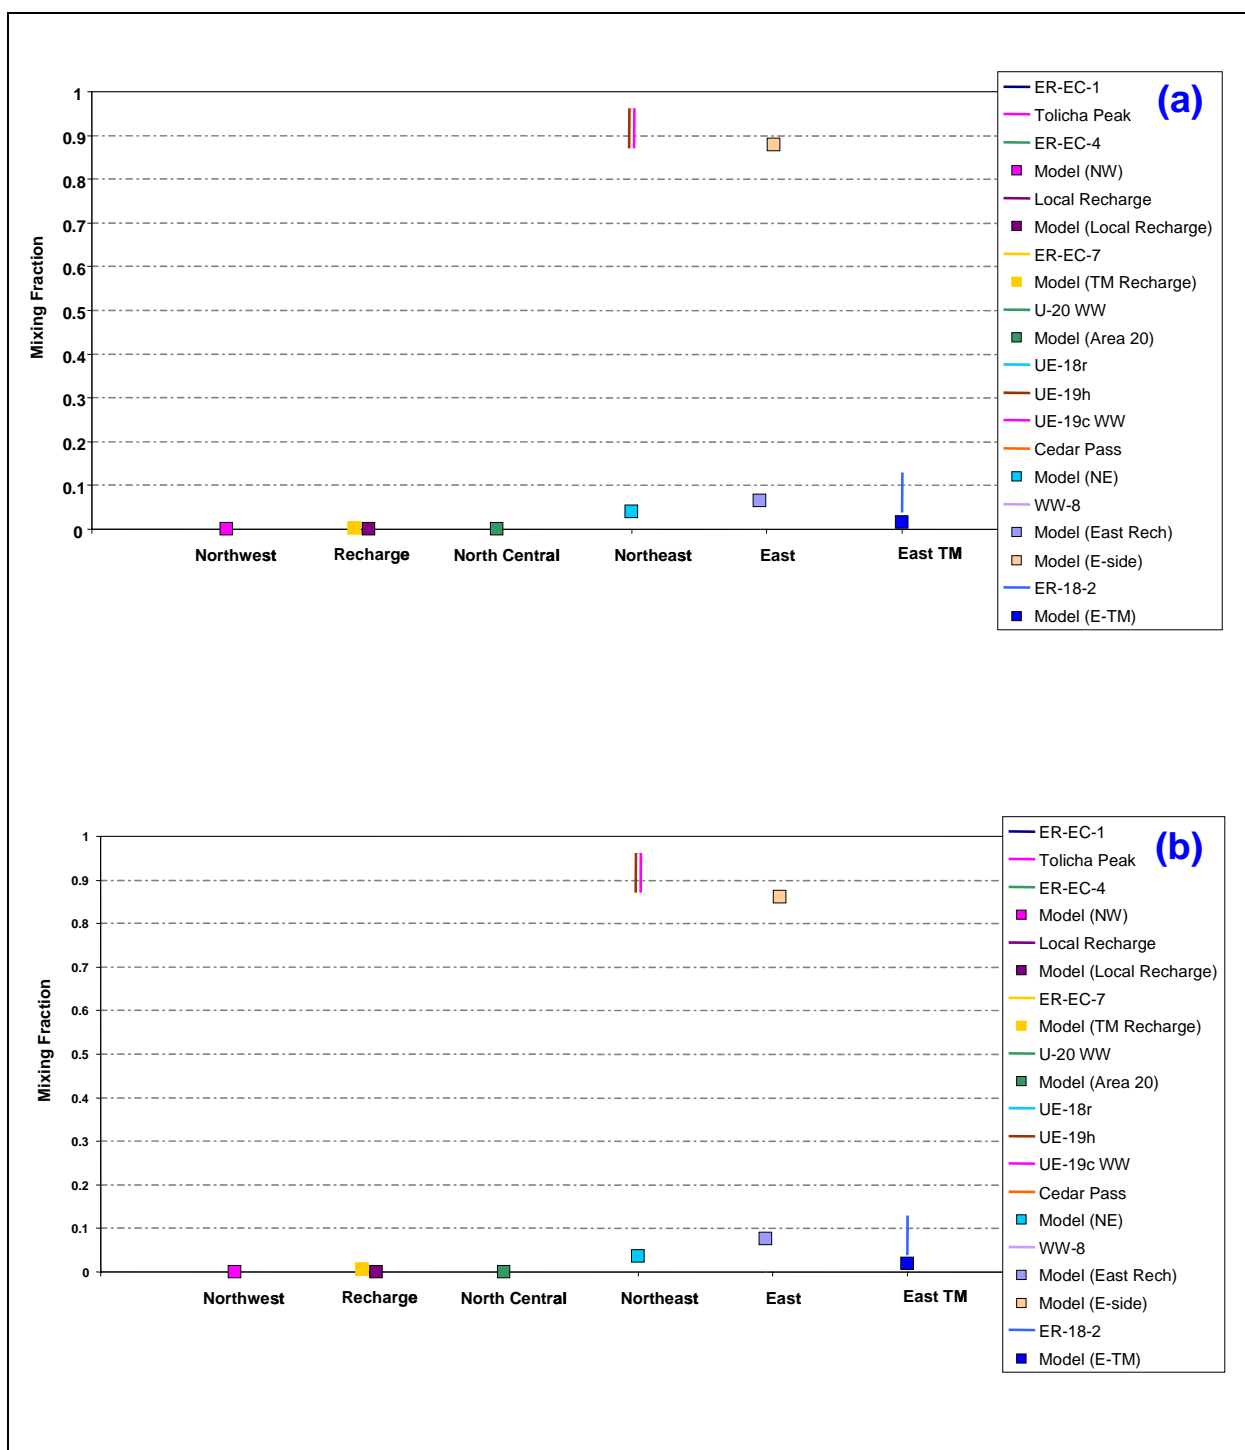 (a)
Mixing Fraction
1
0.9
0.8
0.7
0.6
0.5
0.4
0.3
0.2
0.1
0
Northwest
Recharge
North Central
Northeast
East
East TM
ER-EC-1
Tolicha Peak
ER-EC-4
Model (NW)
Local Recharge
Model (Local Recharge)
ER-EC-7
Model (TM Recharge)
U-20 WW
Model (Area 20)
UE-18r
UE-19h
UE-19c WW
Cedar Pass
Model (NE)
WW-8
Model (East Rech)
Model (E-side)
ER-18-2
Model (E-TM)
(b)
Mixing Fraction
1
0.9
0.8
0.7
0.6
0.5
0.4
0.3
0.2
0.1
0
Northwest
Recharge
North Central
Northeast
East
East TM
ER-EC-1
Tolicha Peak
ER-EC-4
Model (NW)
Local Recharge
Model (Local Recharge)
ER-EC-7
Model (TM Recharge)
U-20 WW
Model (Area 20)
UE-18r
UE-19h
UE-19c WW
Cedar Pass
Model (NE)
WW-8
Model (East Rech)
Model (E-side)
ER-18-2
Model (E-TM)